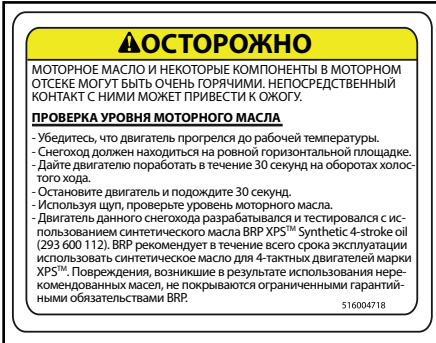 ⚠ОСТОРОЖНО
МОТОРНОЕ МАСЛО И НЕКОТОРЫЕ КОМПОНЕНТЫ В МОТОРНОМ
ОТСЕКЕ МОГУТ БЫТЬ ОЧЕНЬ ГОРЯЧИМИ. НЕПОСРЕДСТВЕННЫЙ
КОНТАКТ С НИМИ МОЖЕТ ПРИВЕСТИ К ОЖОГУ.
ПРОВЕРКА УРОВНЯ МОТОРНОГО МАСЛА
- Убедитесь, что двигатель прогрелся до рабочей температуры.
- Снегоход должен находиться на ровной горизонтальной площадке.
- Дайте двигателю поработать в течение 30 секунд на оборотах холос-
того хода.
- Остановите двигатель и подождите 30 секунд.
- Используя щуп, проверьте уровень моторного масла.
- Двигатель данного снегохода разрабатывался и тестировался с ис-
пользованием синтетического масла BRP XPS™ Synthetic 4-stroke oil
(293 600 112). BRP рекомендует в течение всего срока эксплуатации
использовать синтетическое масло для 4-тактных двигателей марки
XPS™. Повреждения, возникшие в результате использования нере-
комендованных масел, не покрываются ограниченными гарантий-
ными обязательствами BRP.
516004718